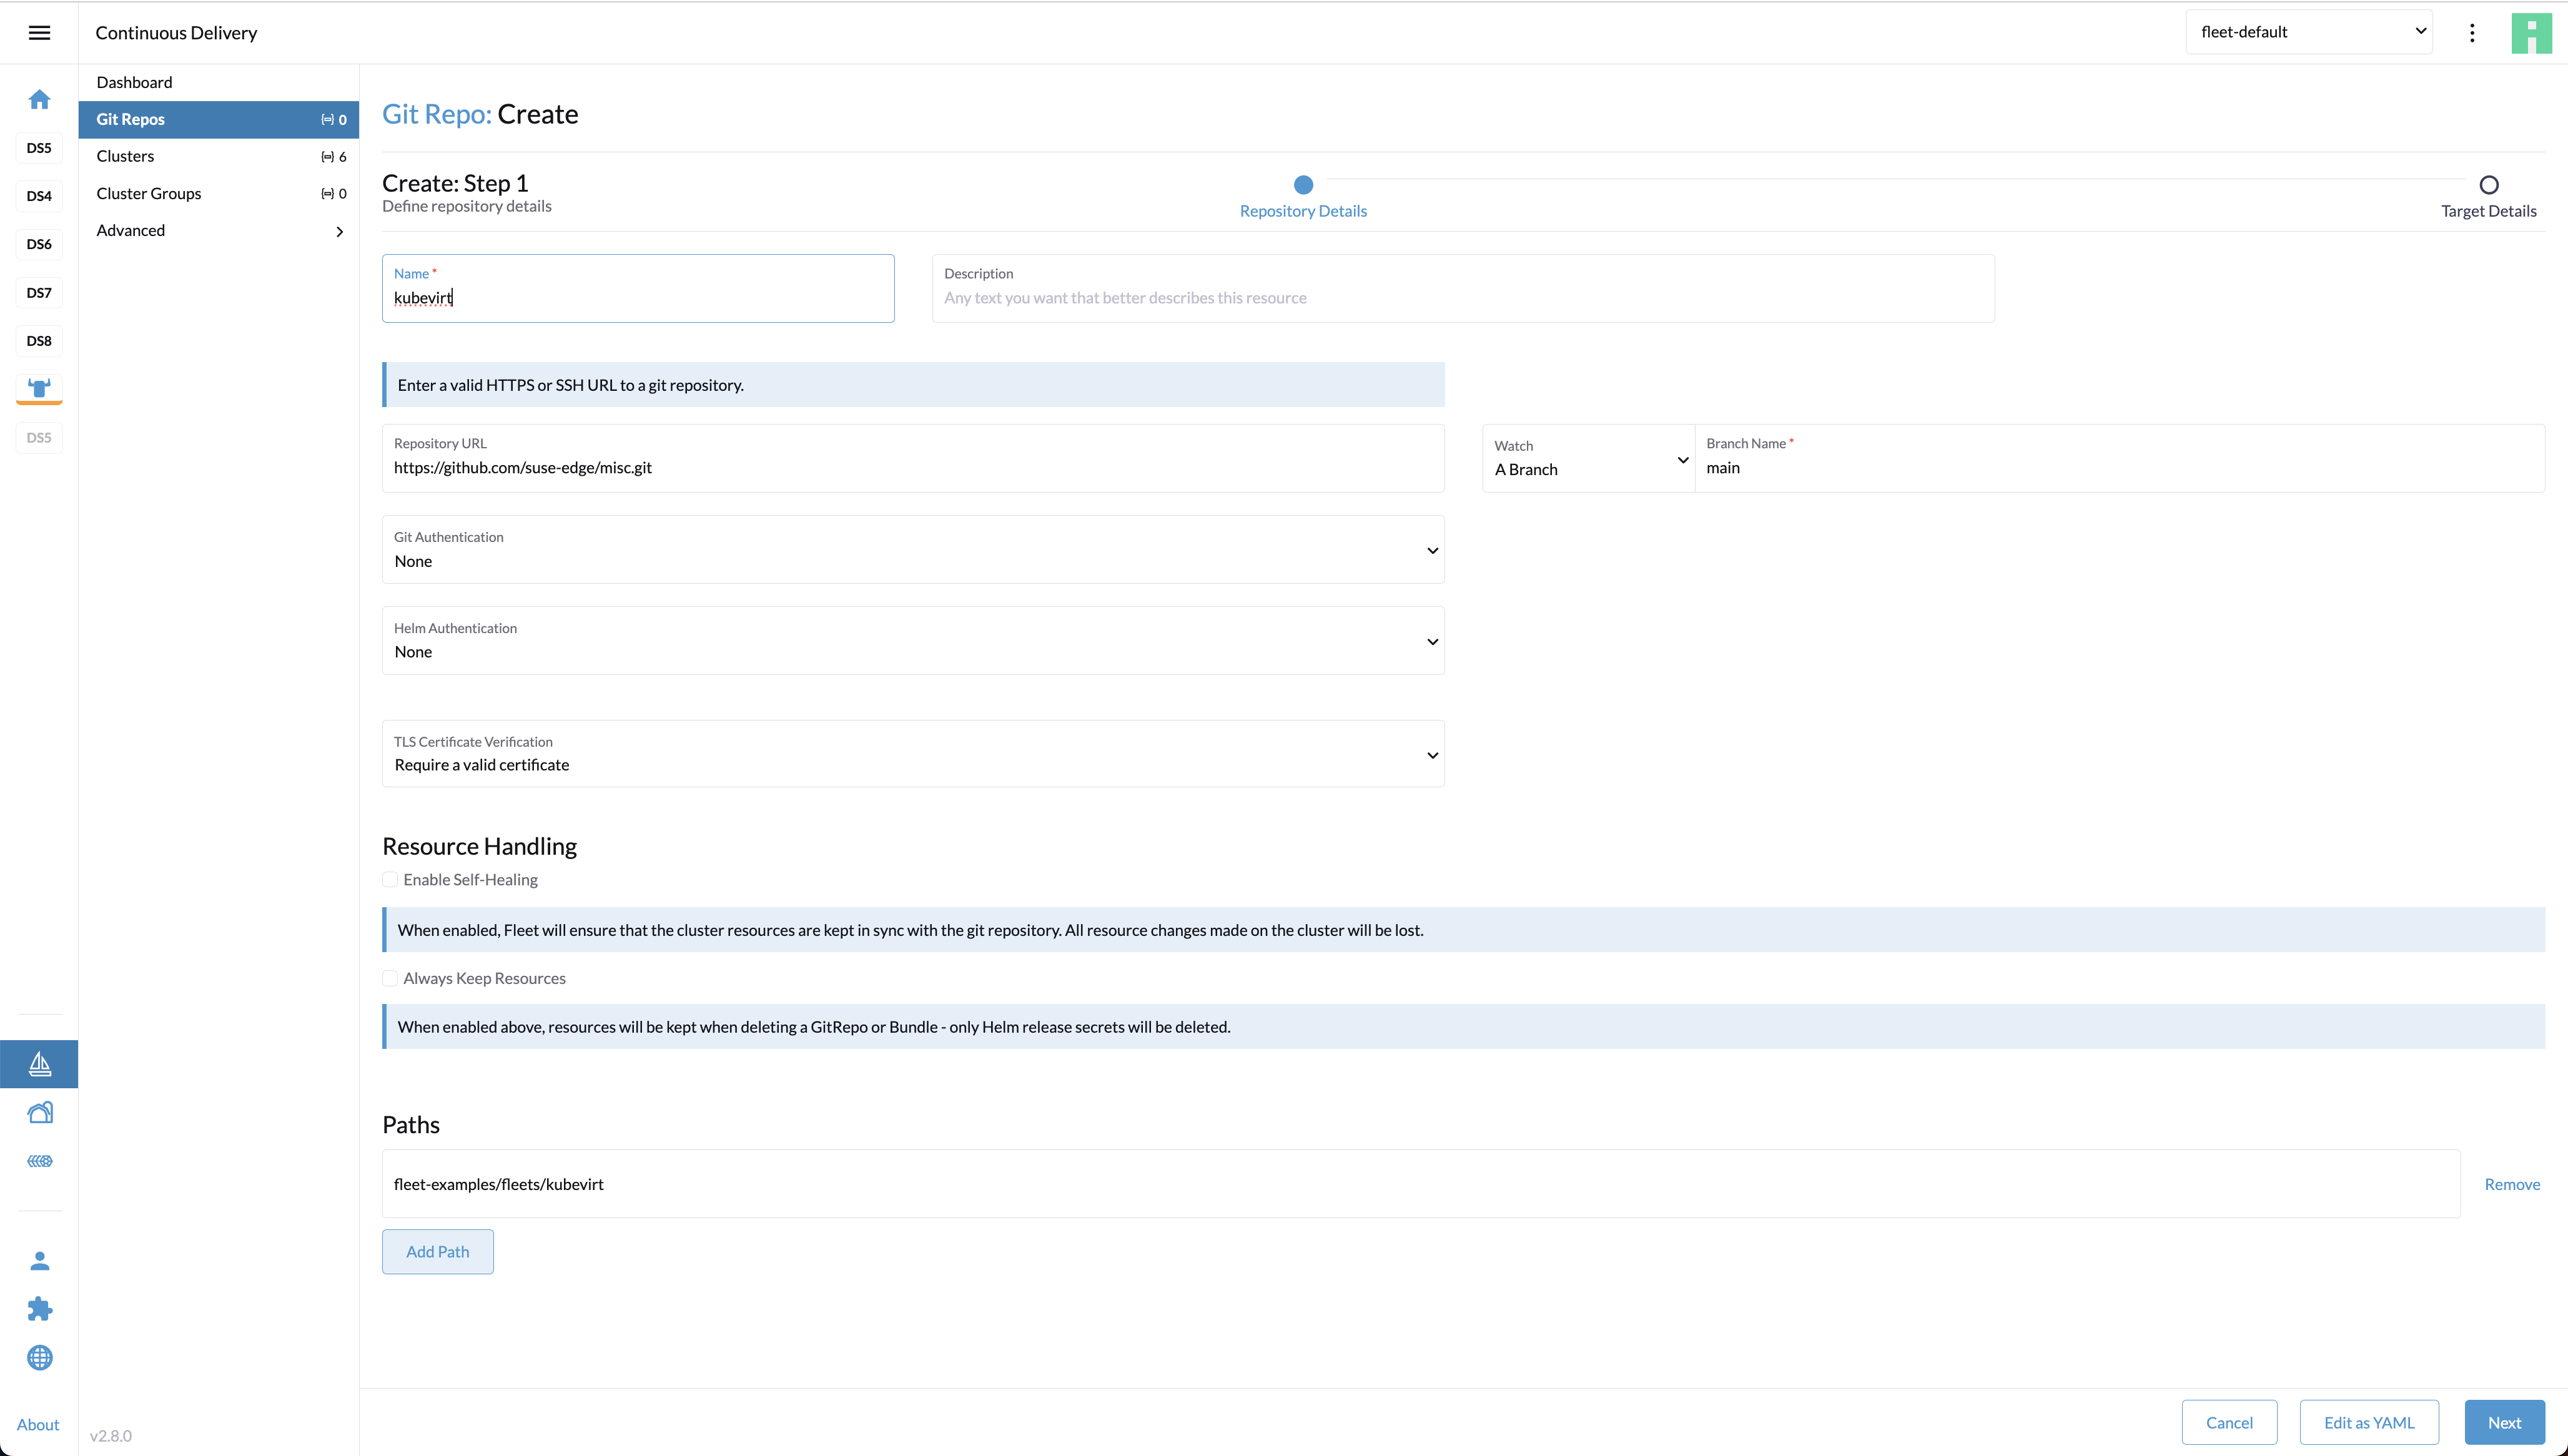 Continuous Delivery
fleet-default
DS5
DS4
DS6
DS7
DS8
DS5
About
Dashboard
Git Repos 0
Clusters 6
Cluster Groups 0
Advanced
v2.8.0
Git Repo: Create
Create: Step 1
Define repository details
Repository Details
Target Details
Name *
kubevirt
Description
Any text you want that better describes this resource
Enter a valid HTTPS or SSH URL to a git repository.
Repository URL
https://github.com/suse-edge/misc.git
Watch
A Branch
Branch Name *
main
Git Authentication
None
Helm Authentication
None
TLS Certificate Verification
Require a valid certificate
Resource Handling
Enable Self-Healing
When enabled, Fleet will ensure that the cluster resources are kept in sync with the git repository. All resource changes made on the cluster will be lost.
Always Keep Resources
When enabled above, resources will be kept when deleting a GitRepo or Bundle - only Helm release secrets will be deleted.
Paths
fleet-examples/fleets/kubevirt
Remove
Add Path
Cancel
Edit as YAML
Next